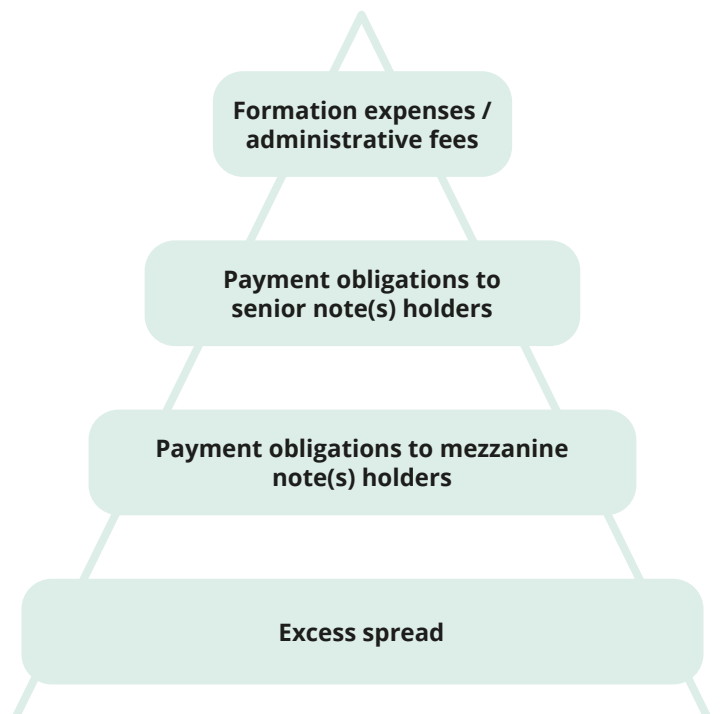 Formation expenses /
administrative fees
Payment obligations to
senior note(s) holders
Payment obligations to mezzanine
note(s) holders
Excess spread